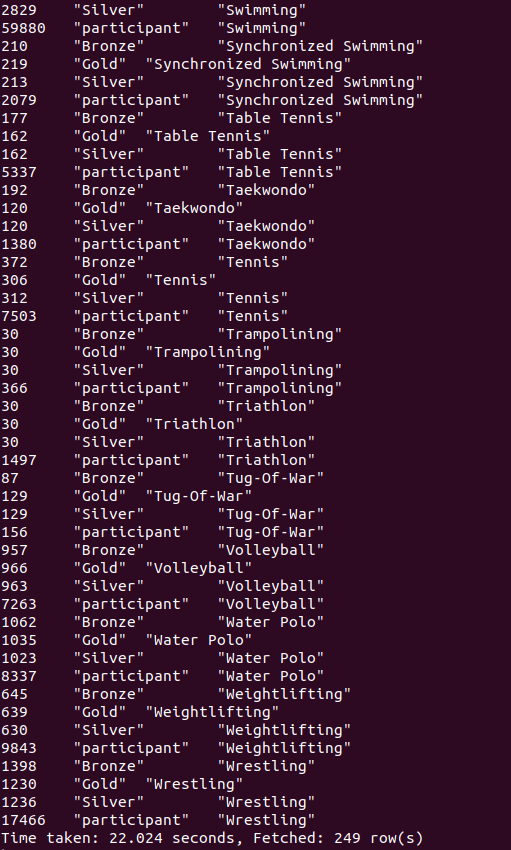 2829 "Silver" "Swimming"
59880 "participant" "Swimming"
210 "Bronze" "Synchronized Swimming"
219 "Gold" "Synchronized Swimming"
213 "Silver" "Synchronized Swimming"
2079 "participant" "Synchronized Swimming"
177 "Bronze" "Table Tennis"
162 "Gold" "Table Tennis"
162 "Silver" "Table Tennis"
5337 "participant" "Table Tennis"
192 "Bronze" "Taekwondo"
120 "Gold" "Taekwondo"
120 "Silver" "Taekwondo"
1380 "participant" "Taekwondo"
372 "Bronze" "Tennis"
306 "Gold" "Tennis"
312 "Silver" "Tennis"
7503 "participant" "Tennis"
30 "Bronze" "Trampolining"
30 "Gold" "Trampolining"
30 "Silver" "Trampolining"
366 "participant" "Trampolining"
30 "Bronze" "Triathlon"
30 "Gold" "Triathlon"
30 "Silver" "Triathlon"
1497 "participant" "Triathlon"
87 "Bronze" "Tug-Of-War"
129 "Gold" "Tug-Of-War"
129 "Silver" "Tug-Of-War"
156 "participant" "Tug-Of-War"
957 "Bronze" "Volleyball"
966 "Gold" "Volleyball"
963 "Silver" "Volleyball"
7263 "participant" "Volleyball"
1062 "Bronze" "Water Polo"
1035 "Gold" "Water Polo"
1023 "Silver" "Water Polo"
8337 "participant" "Water Polo"
645 "Bronze" "Weightlifting"
639 "Gold" "Weightlifting"
630 "Silver" "Weightlifting"
9843 "participant" "Weightlifting"
1398 "Bronze" "Wrestling"
1230 "Gold" "Wrestling"
1236 "Silver" "Wrestling"
17466 "participant" "Wrestling"
Time taken: 22.024 seconds, Fetched: 249 row(s)